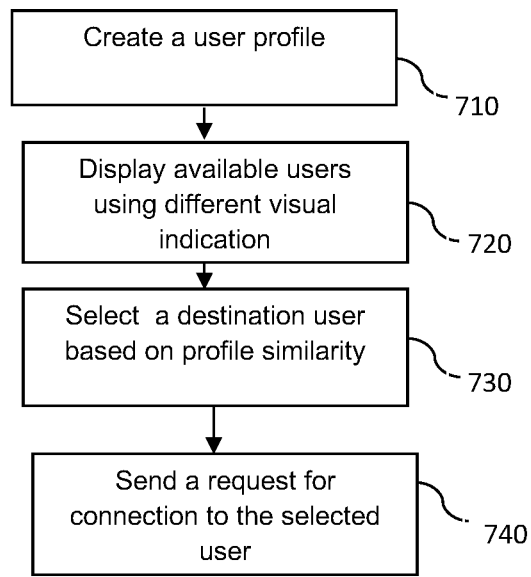 Create a user profile
710
Display available users
using different visual
indication
720
Select a destination user
based on profile similarity
730
Send a request for
connection to the selected
user
740